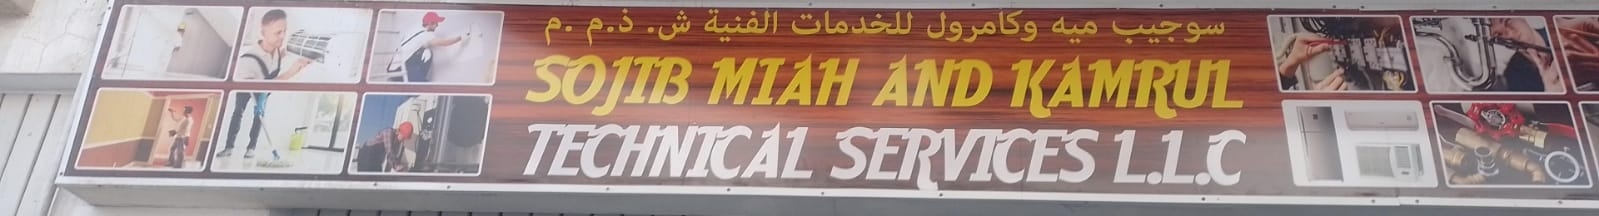 سوجيب ميه وكامرول للخدمات الفنية ش. ذ.م .م
SOJIB MIAH AND KAMRUL
TECHNICAL SERVICES L.L.C